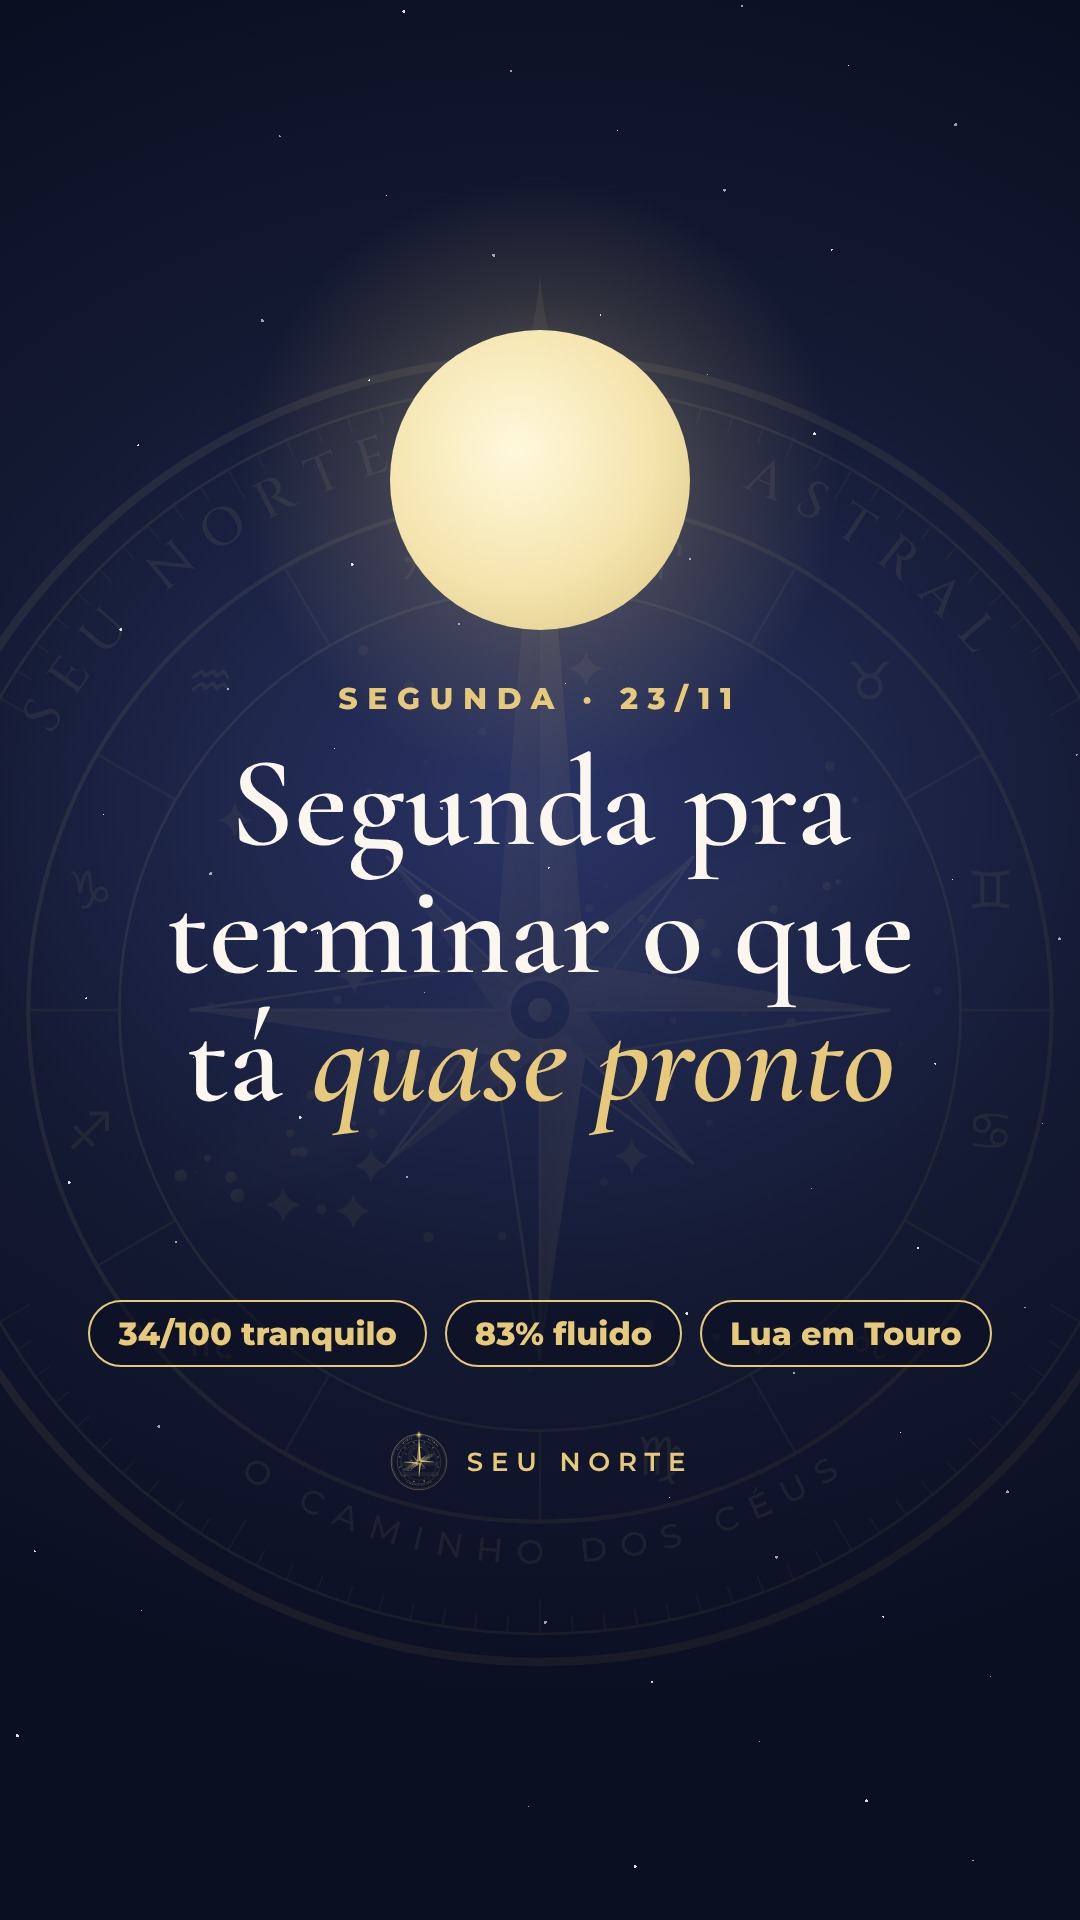 SEU NORTE ASTRAL
SEGUNDA · 23/11
Segunda pra
terminar o que
tá quase pronto
34/100 tranquilo
83% fluido
Lua em Touro
SEU NORTE
O CAMINHO DOS CÉUS